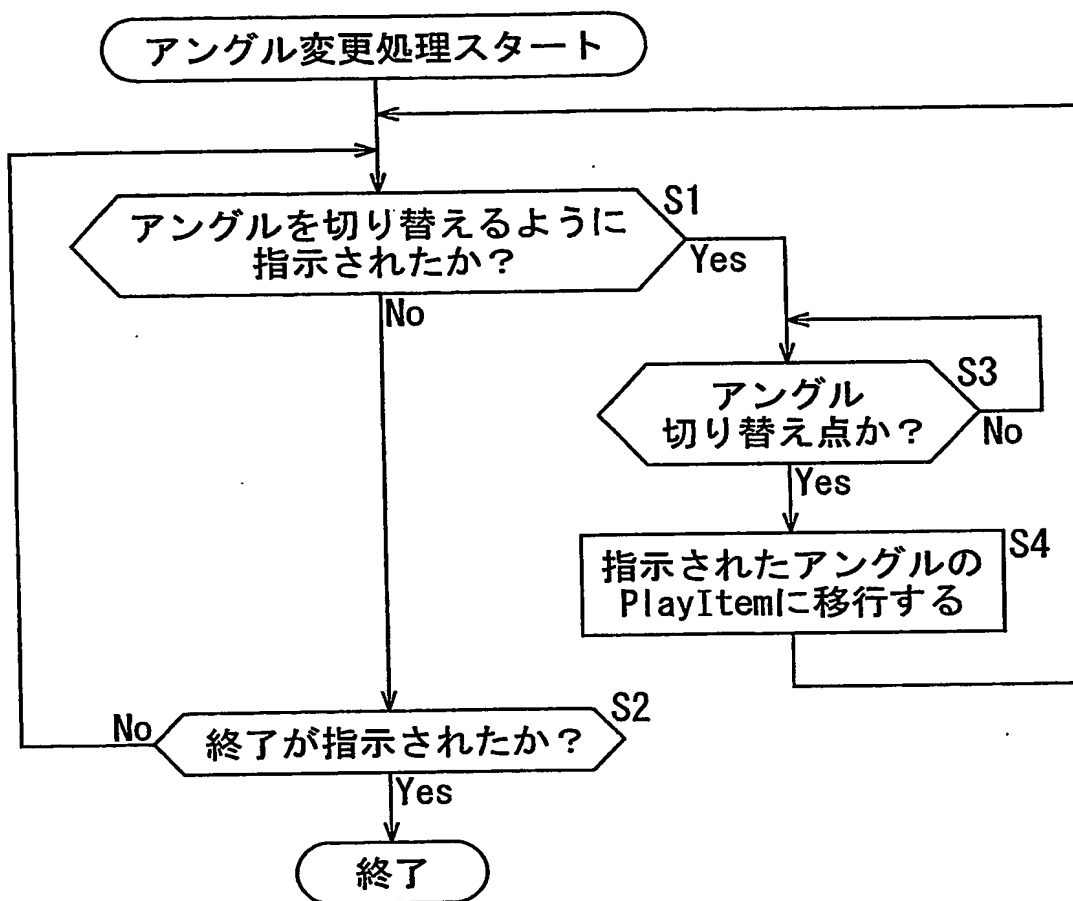 アングル変更処理スタート
S1
アングルを切り替えるように
指示されたか?
Yes
No
S3
アングル
切り替え点か?
No
Yes
S4
指示されたアングルの
PlayItemに移行する
S2
No
終了が指示されたか?
Yes
終了